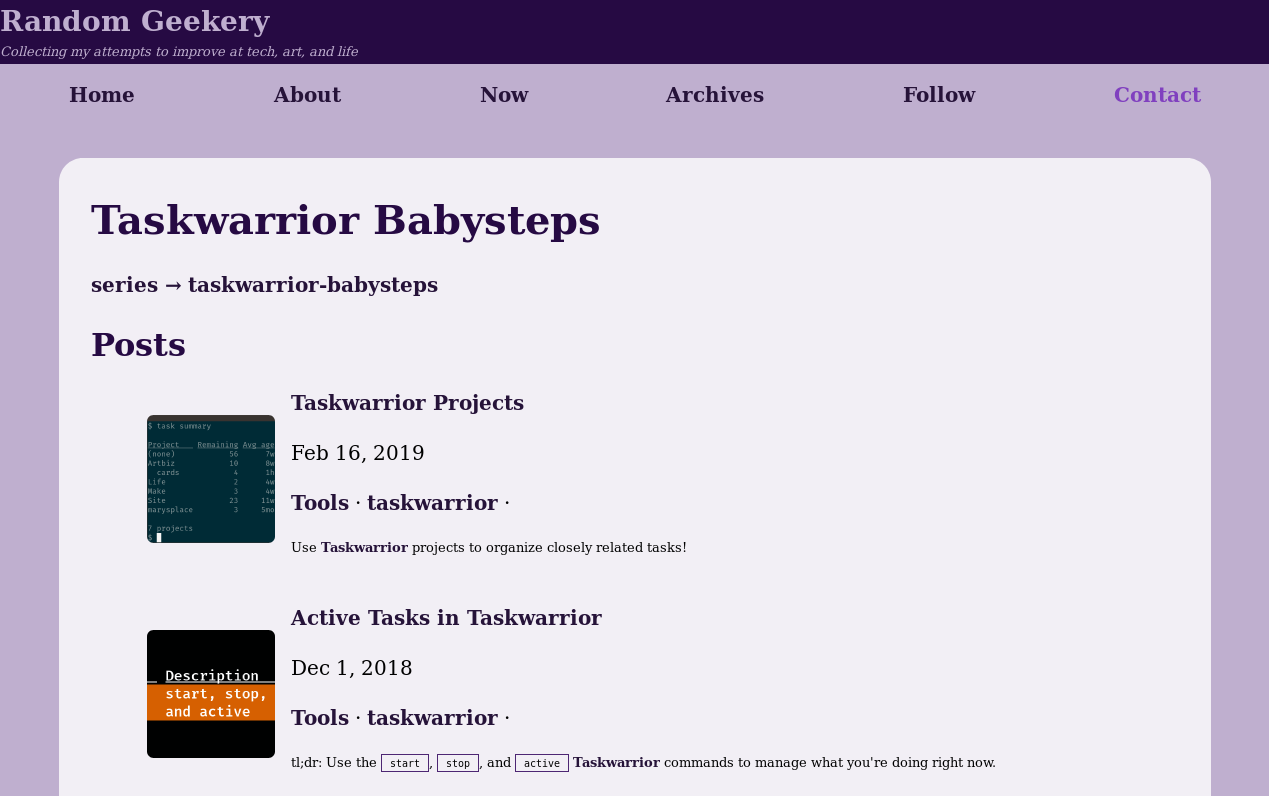 Random Geekery
Collecting my attempts to improve at tech, art, and life
Home About Now Archives Follow Contact
Taskwarrior Babysteps
series → taskwarrior-babysteps
Posts
$ task summary
Project Remaining Avg age
(none) 56 7w
Artbiz 10 8w
cards 4 1h
Life 2 4w
Make 3 4w
Site 23 11w
marysplace 3 5mo
7 projects
$
Taskwarrior Projects
Feb 16, 2019
Tools · taskwarrior ·
Use Taskwarrior projects to organize closely related tasks!
Description
start, stop,
and active
Active Tasks in Taskwarrior
Dec 1, 2018
Tools · taskwarrior ·
tl;dr: Use the start, stop, and active Taskwarrior commands to manage what you're doing right now.